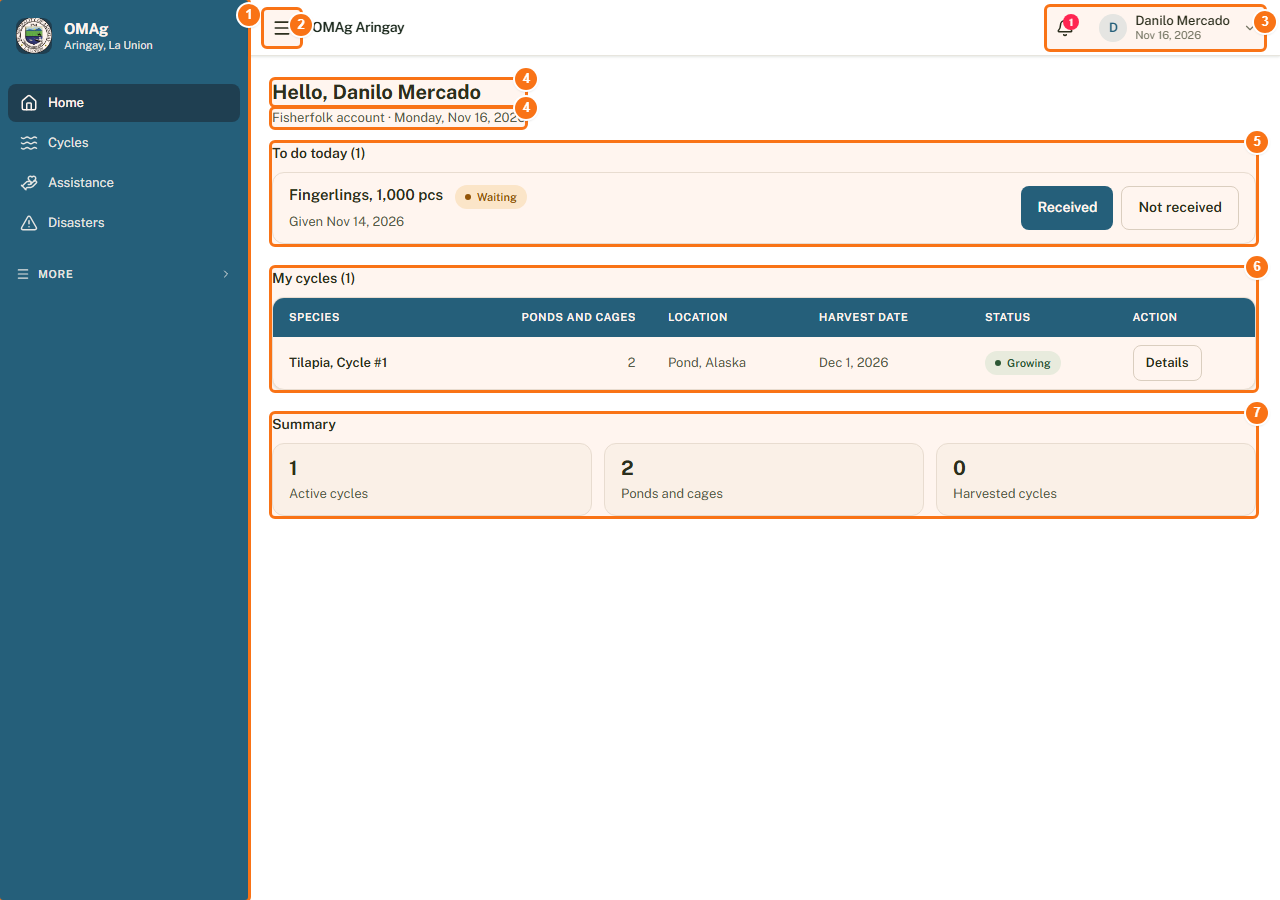 OMAg
Aringay, La Union
Home
Cycles
Assistance
Disasters
MORE
1
2
OMAg Aringay
1
D
Danilo Mercado
Nov 16, 2026
3
Hello, Danilo Mercado
4
Fisherfolk account · Monday, Nov 16, 2026
4
To do today (1)
5
Fingerlings, 1,000 pcs
Waiting
Given Nov 14, 2026
Received
Not received
My cycles (1)
6
SPECIES PONDS AND CAGES LOCATION HARVEST DATE STATUS ACTION
Tilapia, Cycle #1 2 Pond, Alaska Dec 1, 2026 Growing Details
Summary
7
1
Active cycles
2
Ponds and cages
0
Harvested cycles